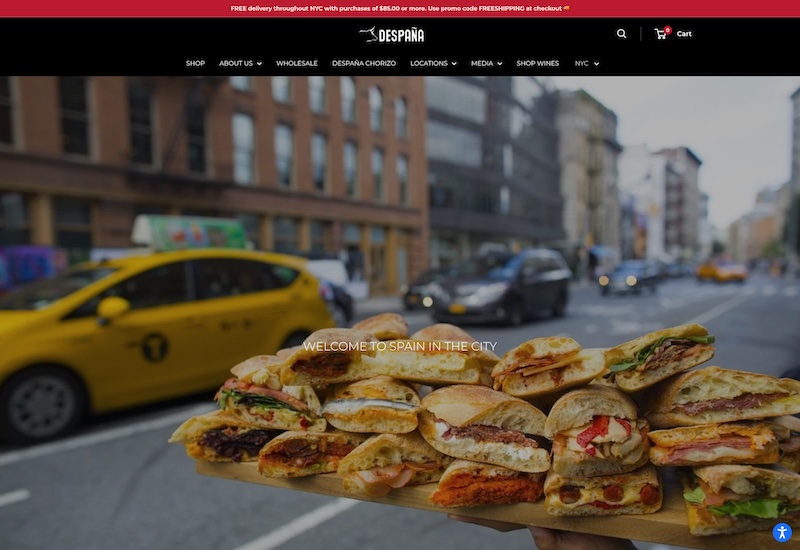 FREE delivery throughout NYC with purchases of $85.00 or more. Use promo code FREESHIPPING at checkout 🚚
DESPAÑA
0 Cart
SHOP ABOUT US WHOLESALE DESPAÑA CHORIZO LOCATIONS MEDIA SHOP WINES NYC
WELCOME TO SPAIN IN THE CITY